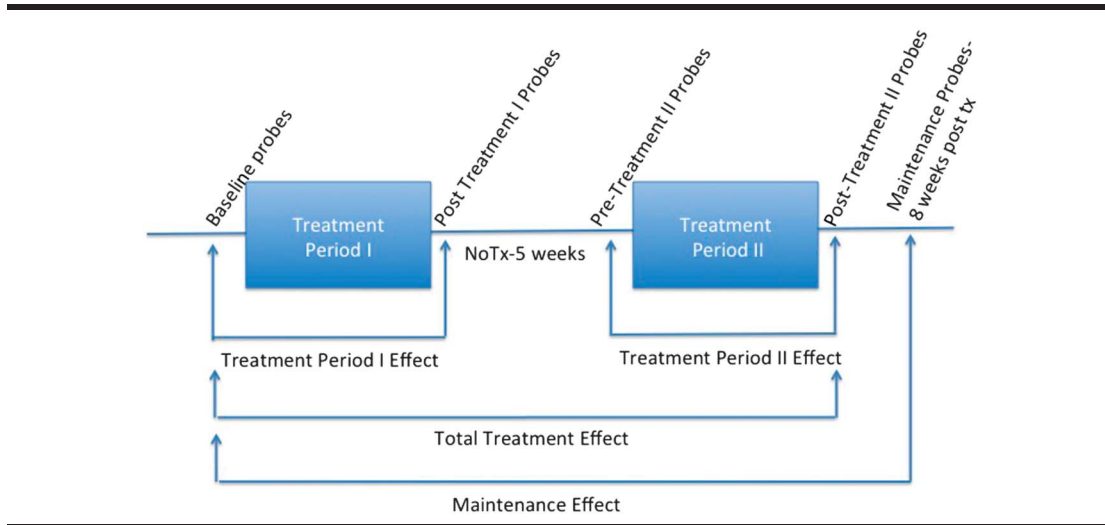 Baseline probes
Post Treatment I Probes
Pre-Treatment II Probes
Post-Treatment II Probes
Maintenance Probes-
8 weeks post tx
Treatment
Period I
NoTx-5 weeks
Treatment
Period II
Treatment Period I Effect
Treatment Period II Effect
Total Treatment Effect
Maintenance Effect